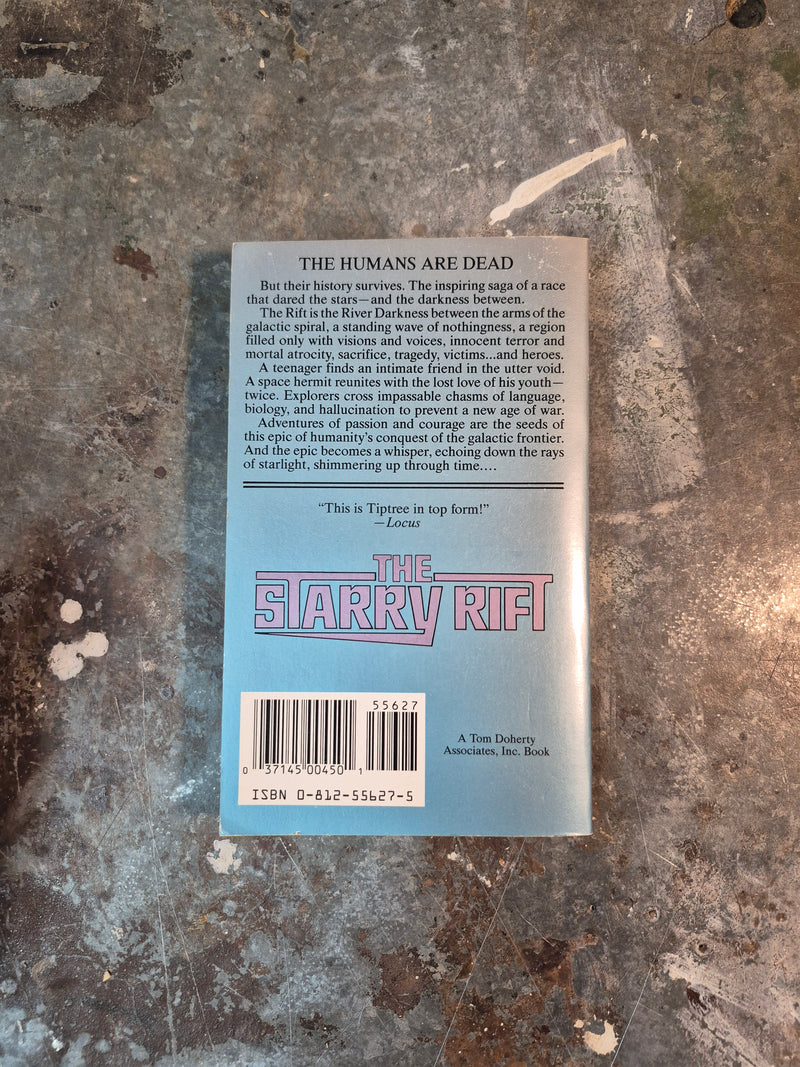 THE HUMANS ARE DEAD
But their history survives. The inspiring saga of a race
that dared the stars—and the darkness between.
The Rift is the River Darkness between the arms of the
galactic spiral, a standing wave of nothingness, a region
filled only with visions and voices, innocent terror and
mortal atrocity, sacrifice, tragedy, victims...and heroes.
A teenager finds an intimate friend in the utter void.
A space hermit reunites with the lost love of his youth—
twice. Explorers cross impassable chasms of language,
biology, and hallucination to prevent a new age of war.
Adventures of passion and courage are the seeds of
this epic of humanity's conquest of the galactic frontier.
And the epic becomes a whisper, echoing down the rays
of starlight, shimmering up through time....
"This is Tiptree in top form!"
—Locus
THE
STARRY RIFT
55627
0 37145 00450 1
ISBN 0-812-55627-5
A Tom Doherty
Associates, Inc. Book